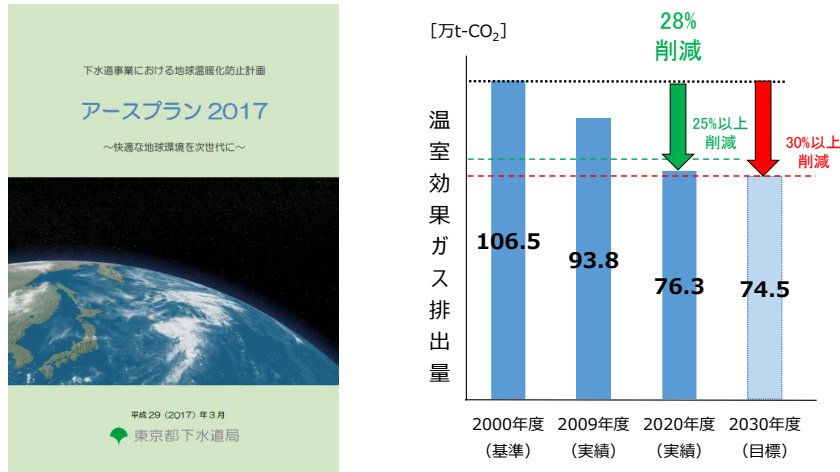 下水道事業における地球温暖化防止計画
アースプラン 2017
～快適な地球環境を次世代に～
平成 29（2017）年 3 月
東京都下水道局
[万t-CO₂]
28%
削減
25%以上
削減
30%以上
削減
温室効果ガス排出量
106.5
93.8
76.3
74.5
2000年度
（基準）
2009年度
（実績）
2020年度
（実績）
2030年度
（目標）